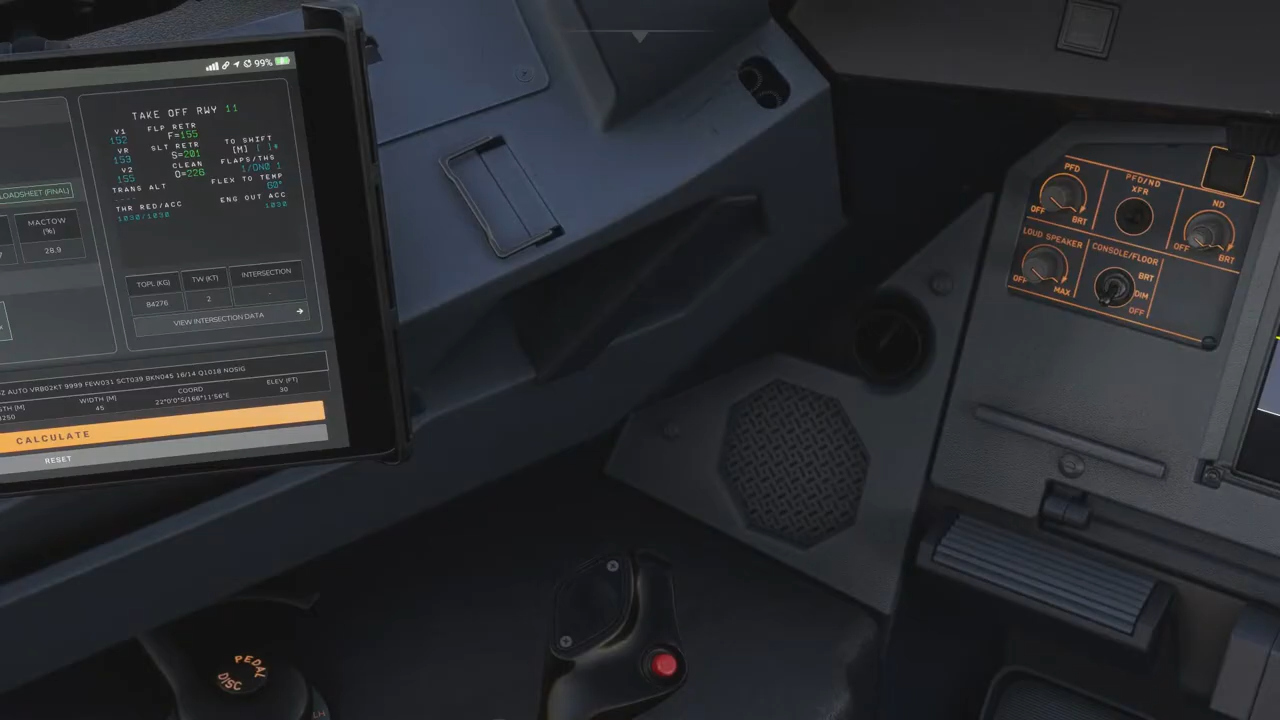 99%
TAKE OFF RWY 11
V1 FLP RETR
152 F=155
VR SLT RETR TO SHIFT
153 S=201 [M] [ ]*
V2 CLEAN FLAPS/THS
155 O=226 1/DN0.1
TRANS ALT FLEX TO TEMP
---- 60°
THR RED/ACC ENG OUT ACC
1030/1030 1030
LOADSHEET (FINAL)
MACTOW
(%)
28.9
TOPL (KG) TW (KT) INTERSECTION
84276 2 -
VIEW INTERSECTION DATA
AUTO VRB02KT 9999 FEW031 SCT039 BKN045 16/14 Q1018 NOSIG
WIDTH (M) COORD ELEV (FT)
45 22°0'0"S/166°11'56"E 30
CALCULATE
RESET
PFD
OFF BRT
PFD/ND
XFR
ND
OFF BRT
LOUD SPEAKER
OFF MAX
CONSOLE/FLOOR
BRT
DIM
OFF
PEDAL
DISC